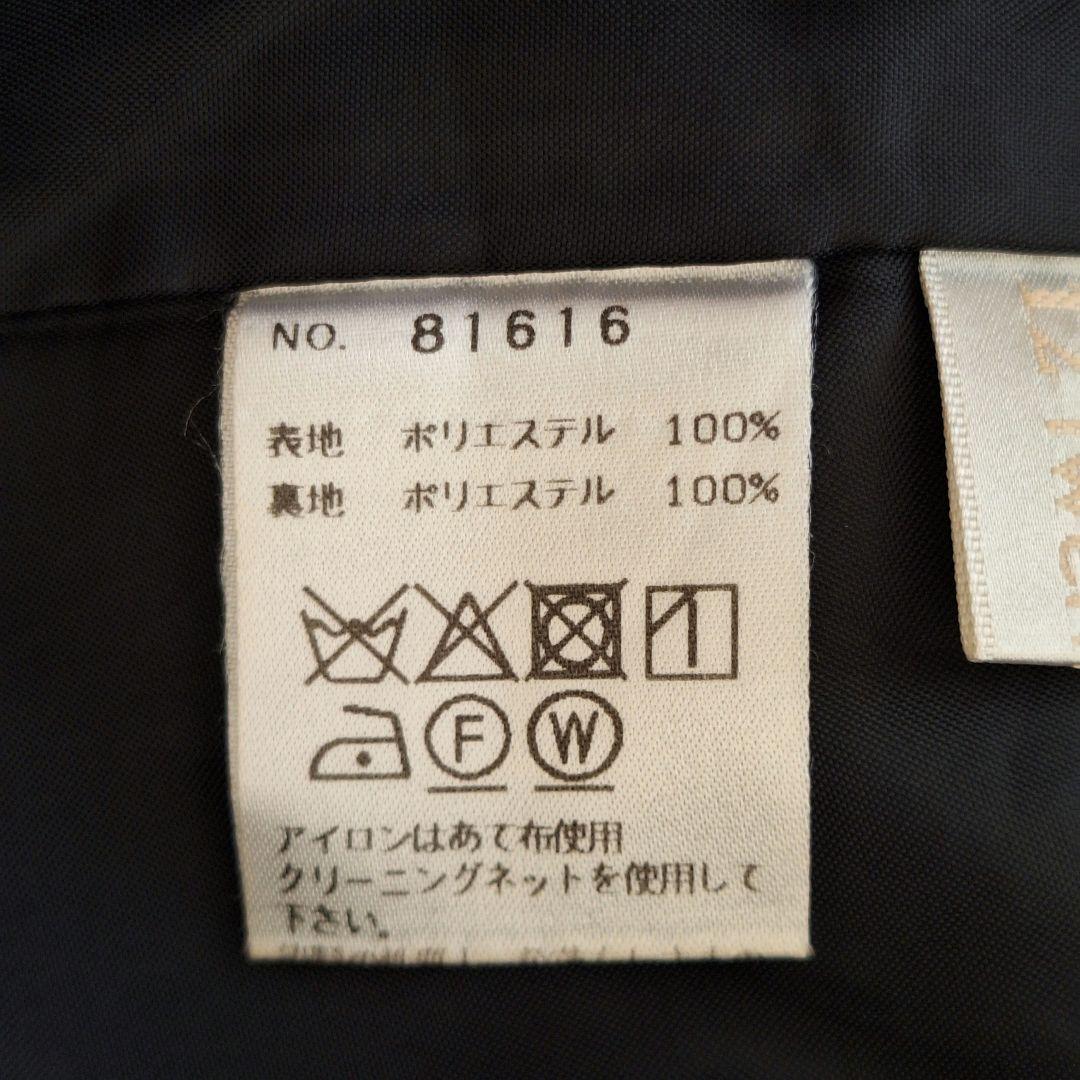 NO. 81616
表地 ポリエステル 100%
裏地 ポリエステル 100%
F W
アイロンはあて布使用
クリーニングネットを使用して
下さい。